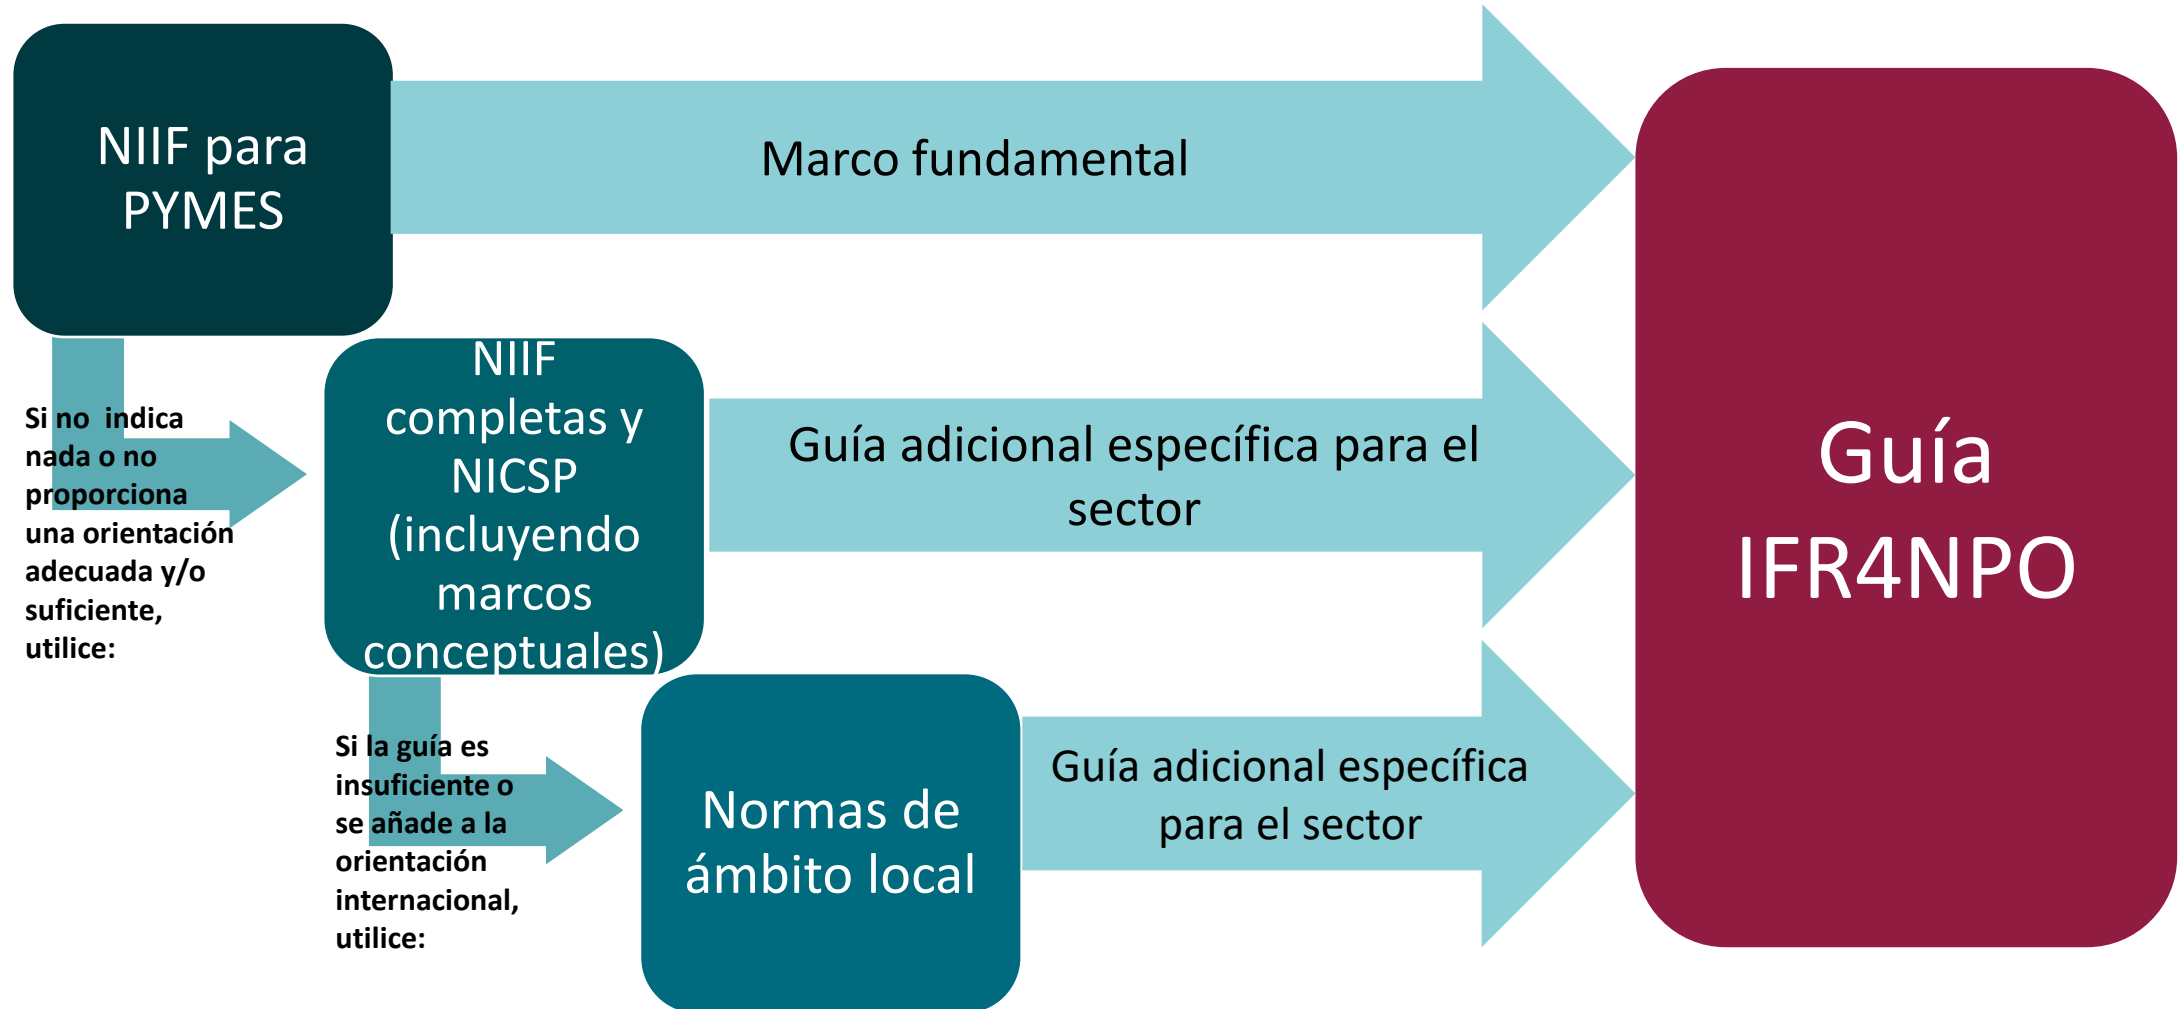 NIIF para
PYMES
Marco fundamental
Si no  indica
nada o no
proporciona
una orientación
adecuada y/o
suficiente,
utilice:
NIIF
completas y
NICSP
(incluyendo
marcos
conceptuales)
Guía adicional específica para el
sector
Si la guía es
insuficiente o
se añade a la
orientación
internacional,
utilice:
Normas de
ámbito local
Guía adicional específica
para el sector
Guía
IFR4NPO